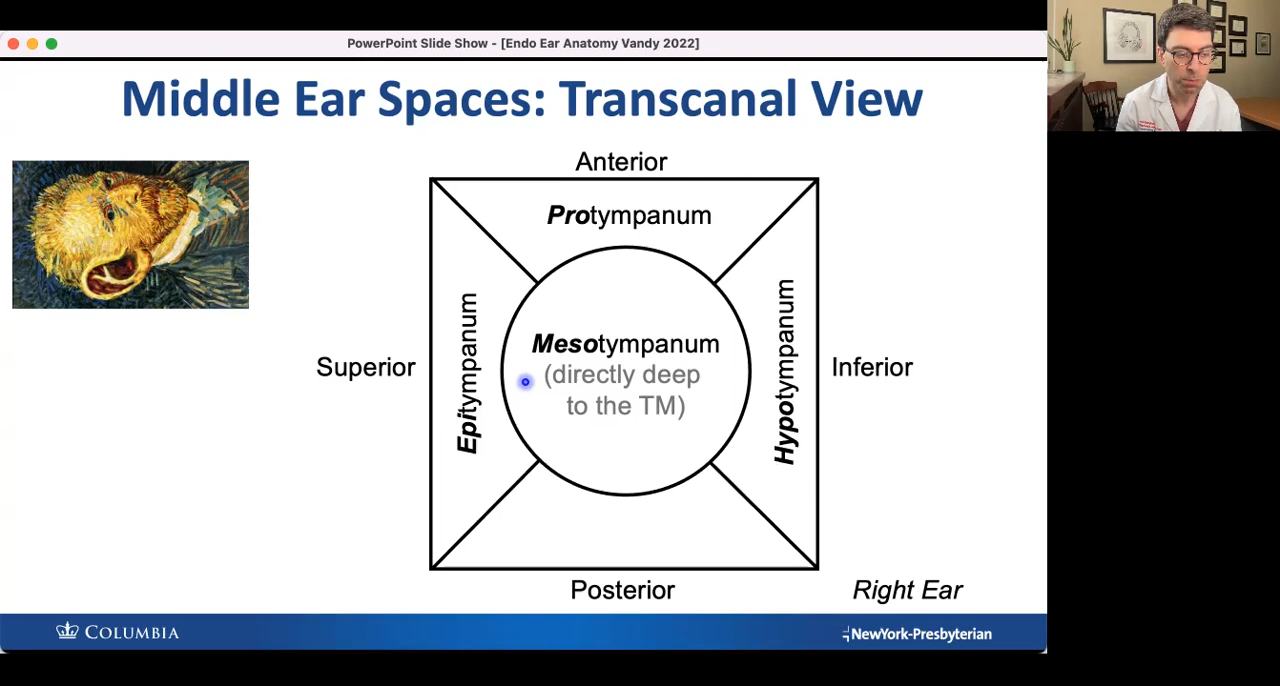 PowerPoint Slide Show - [Endo Ear Anatomy Vandy 2022]
Middle Ear Spaces: Transcanal View
Anterior
Protympanum
Superior
Epitympanum
Mesotympanum
(directly deep
to the TM)
Hypotympanum
Inferior
Posterior
Right Ear
COLUMBIA
NewYork-Presbyterian